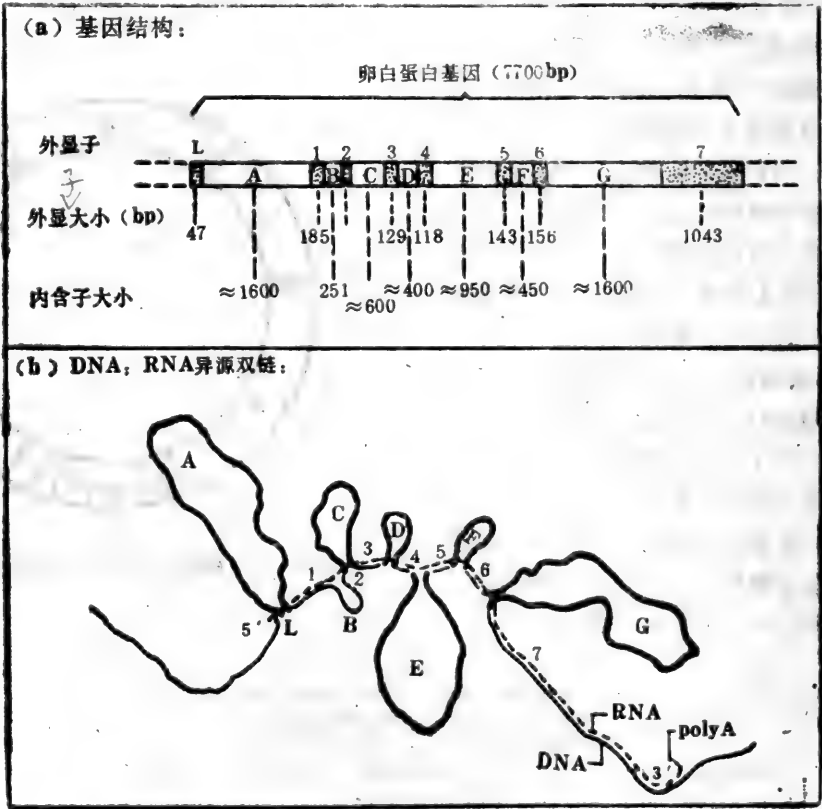 (a) 基因结构:
卵白蛋白基因 (7700bp)
外显子 L 1 2 3 4 5 6 7
A B C D E F G
子
外显大小 (bp) 47 185 129 118 143 156 1043
内含子大小 ≈1600 251 ≈600 ≈400 ≈950 ≈450 ≈1600
(b) DNA; RNA异源双链:
A
C
D
F
3
4
5
1
2
6
5′
L
B
E
G
7
RNA
polyA
DNA
3′